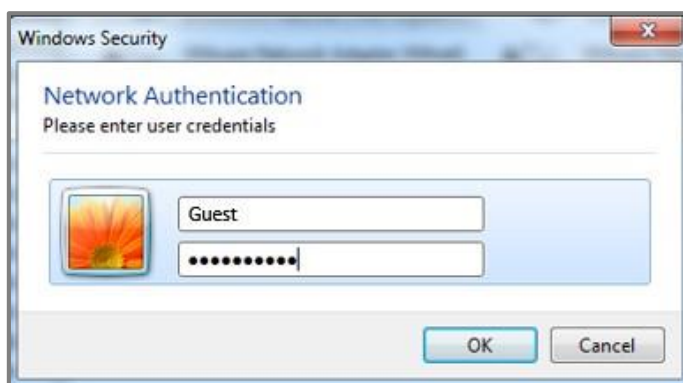 Windows Security
Network Authentication
Please enter user credentials
Guest
●●●●●●●●●●
OK
Cancel